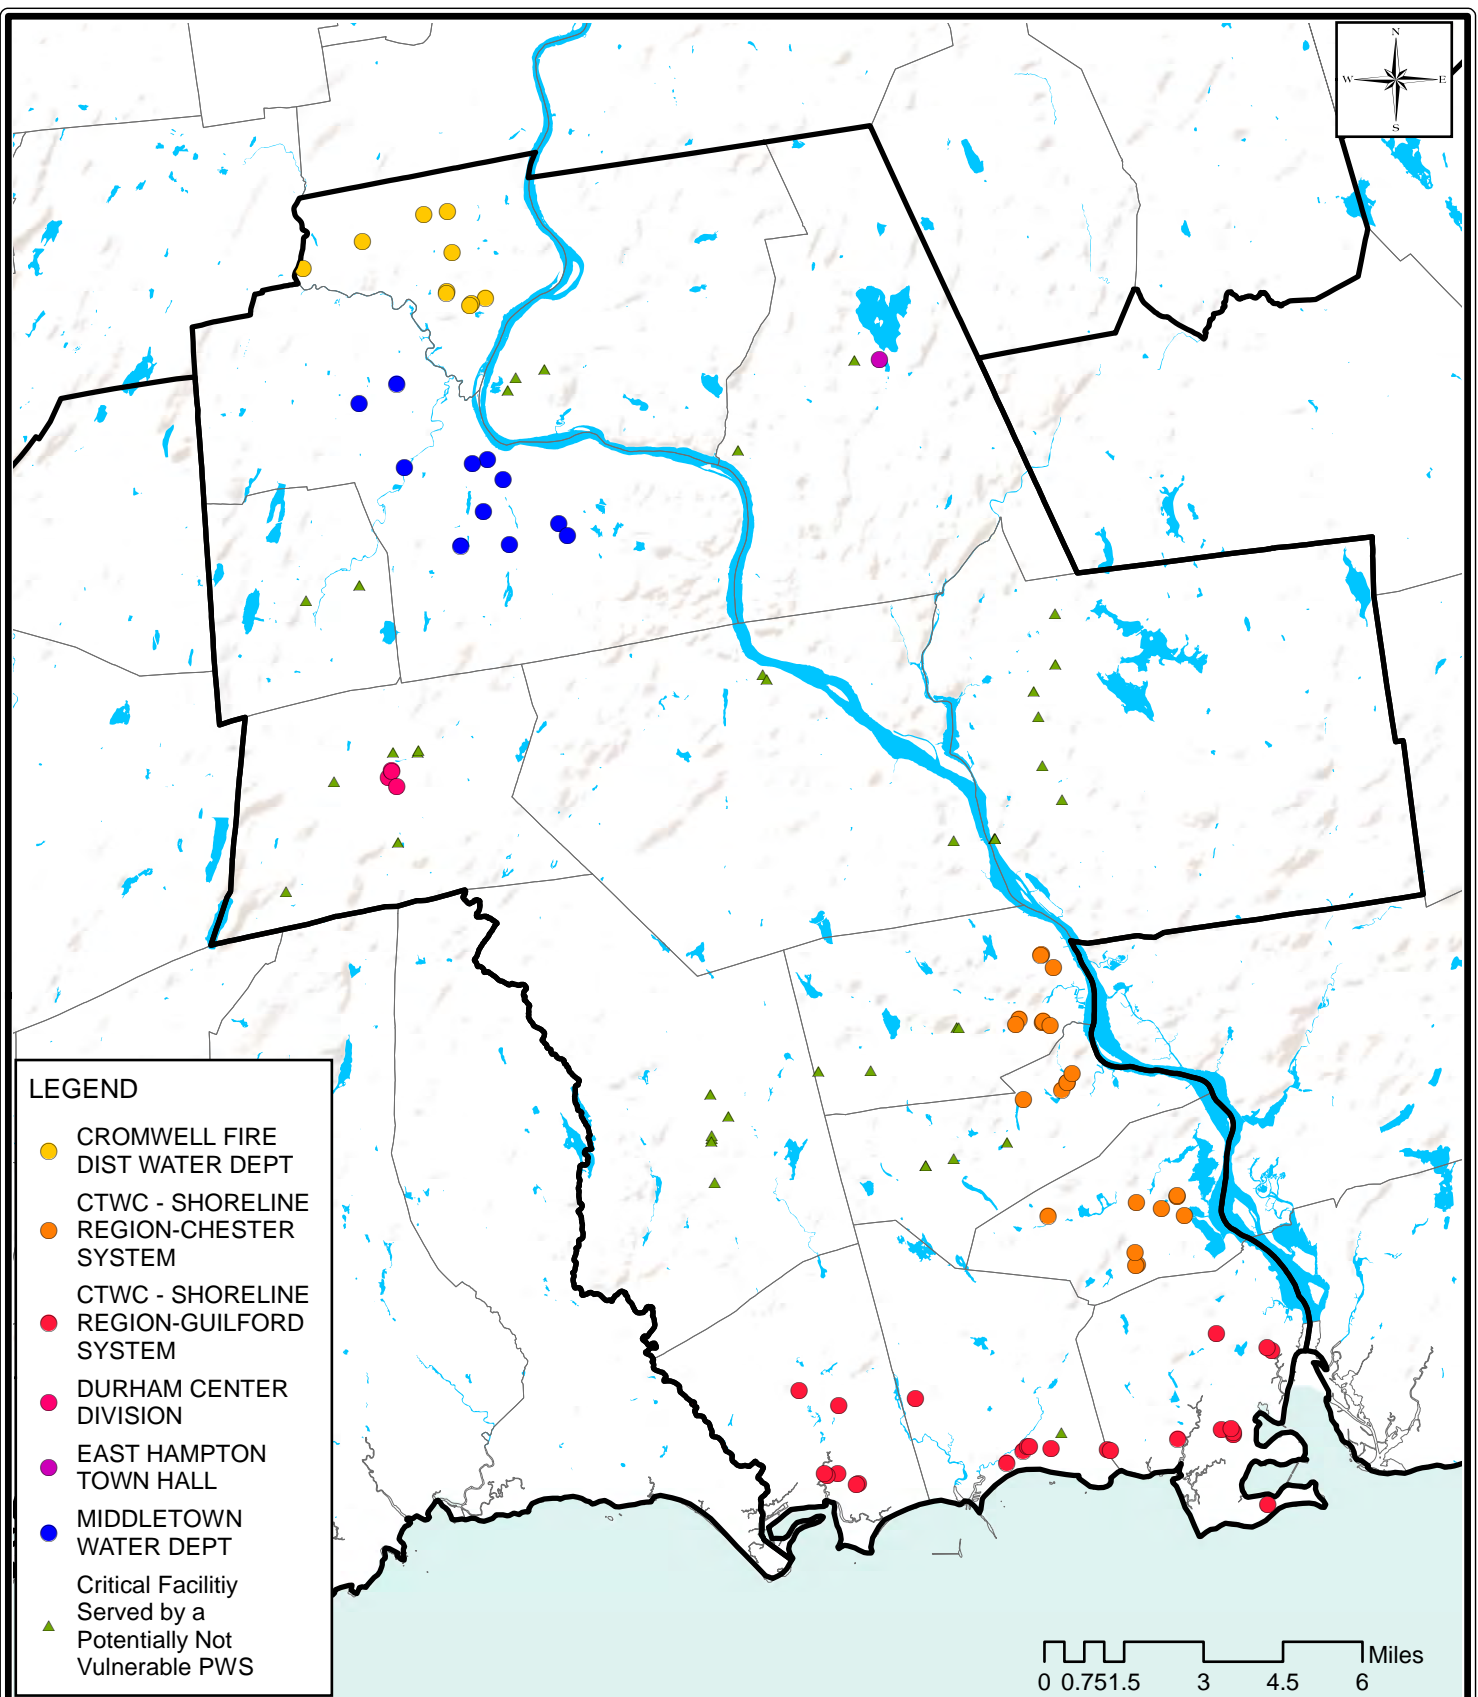 N
W E
S
LEGEND
CROMWELL FIRE
DIST WATER DEPT
CTWC - SHORELINE
REGION-CHESTER
SYSTEM
CTWC - SHORELINE
REGION-GUILFORD
SYSTEM
DURHAM CENTER
DIVISION
EAST HAMPTON
TOWN HALL
MIDDLETOWN
WATER DEPT
Critical Facilitiy
Served by a
Potentially Not
Vulnerable PWS
Miles
0 0.75 1.5 3 4.5 6